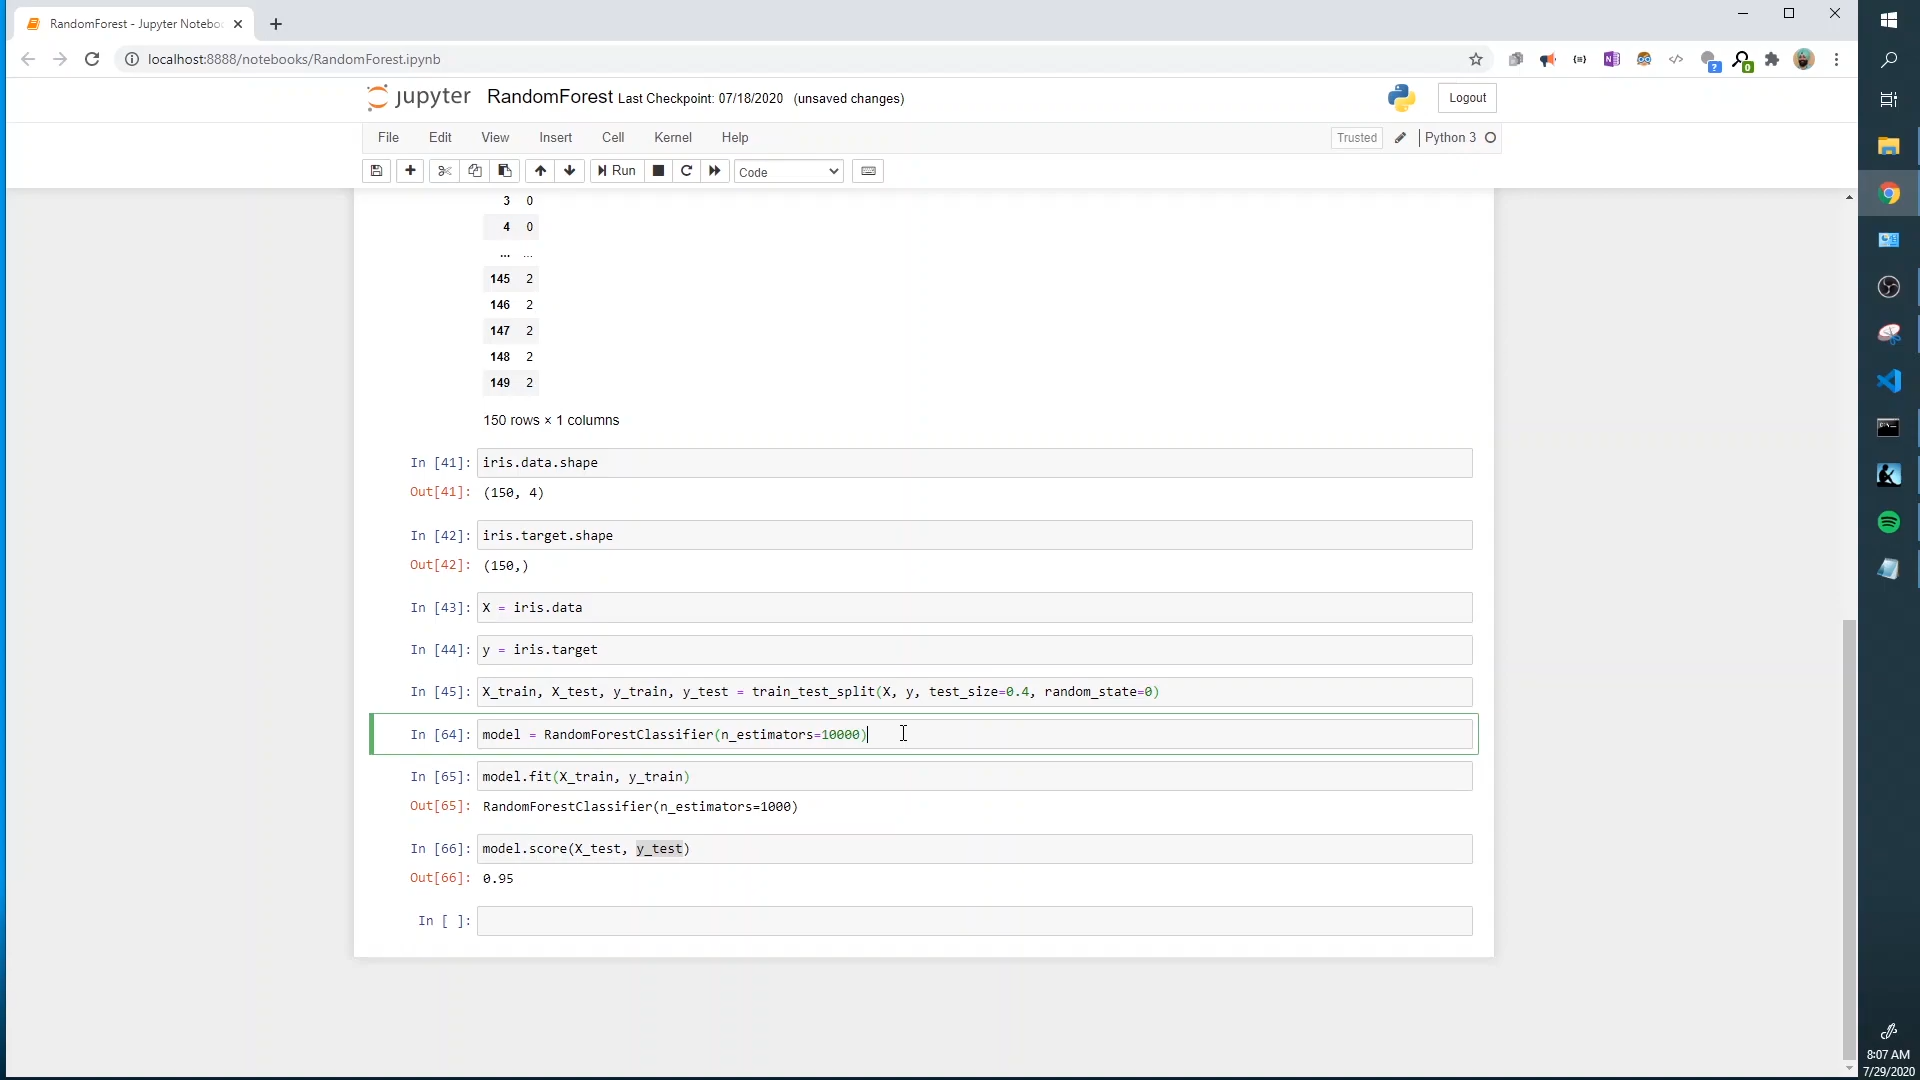 RandomForest - Jupyter Notebo
localhost:8888/notebooks/RandomForest.ipynb
jupyter RandomForest Last Checkpoint: 07/18/2020 (unsaved changes)
Logout
File Edit View Insert Cell Kernel Help
Trusted Python 3
Run Code
3 0
4 0
... ...
145 2
146 2
147 2
148 2
149 2
150 rows × 1 columns
In [41]: iris.data.shape
Out[41]: (150, 4)
In [42]: iris.target.shape
Out[42]: (150,)
In [43]: X = iris.data
In [44]: y = iris.target
In [45]: X_train, X_test, y_train, y_test = train_test_split(X, y, test_size=0.4, random_state=0)
In [64]: model = RandomForestClassifier(n_estimators=10000)
In [65]: model.fit(X_train, y_train)
Out[65]: RandomForestClassifier(n_estimators=1000)
In [66]: model.score(X_test, y_test)
Out[66]: 0.95
In [ ]:
8:07 AM
7/29/2020